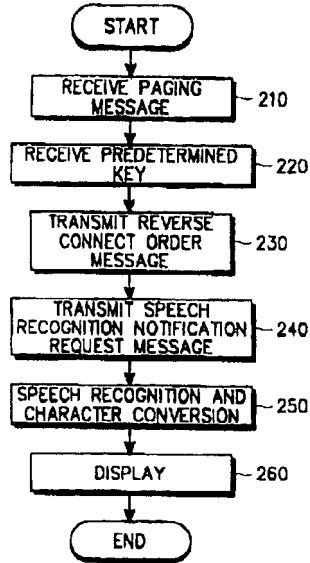 START
RECEIVE PAGING
MESSAGE
210
RECEIVE PREDETERMINED
KEY
220
TRANSMIT REVERSE
CONNECT ORDER
MESSAGE
230
TRANSMIT SPEECH
RECOGNITION NOTIFICATION
REQUEST MESSAGE
240
SPEECH RECOGNITION AND
CHARACTER CONVERSION
250
DISPLAY
260
END